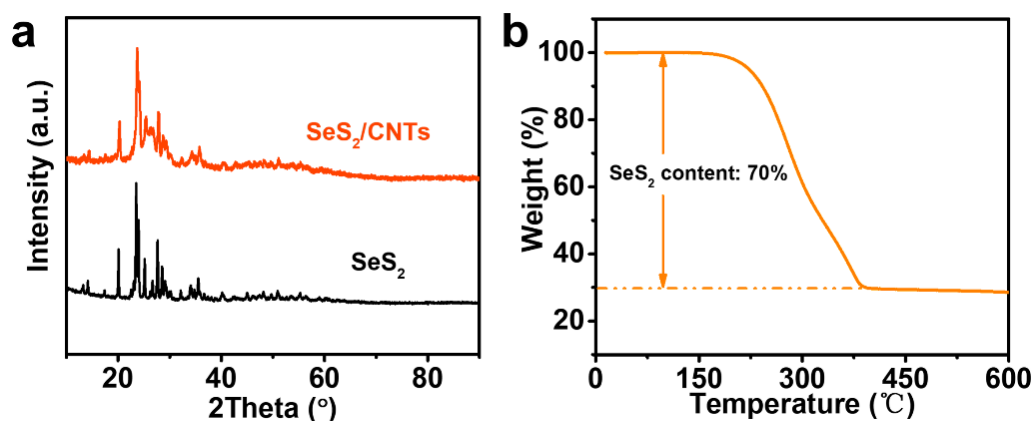 a
Intensity (a.u.)
SeS₂/CNTs
SeS₂
20
40
60
80
2Theta (°)
b
Weight (%)
100
80
60
40
20
SeS₂ content: 70%
0
150
300
450
600
Temperature (℃)